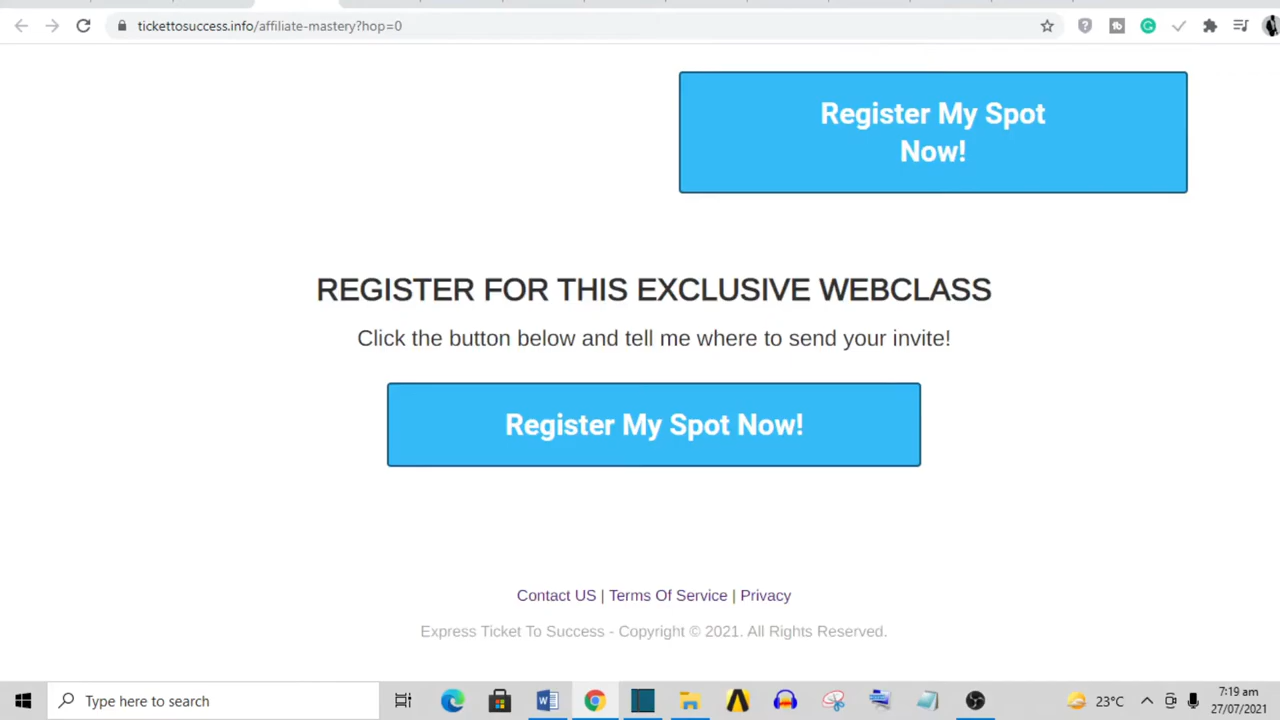 tickettosuccess.info/affiliate-mastery?hop=0
Register My Spot
Now!
REGISTER FOR THIS EXCLUSIVE WEBCLASS
Click the button below and tell me where to send your invite!
Register My Spot Now!
Contact US | Terms Of Service | Privacy
Express Ticket To Success - Copyright © 2021. All Rights Reserved.
Type here to search
23°C
7:19 am
27/07/2021